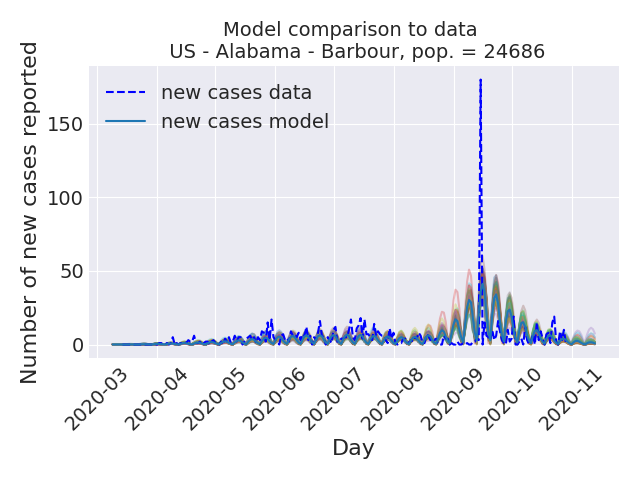 Model comparison to data
US - Alabama - Barbour, pop. = 24686
Number of new cases reported
new cases data
new cases model
150
100
50
0
2020-03
2020-04
2020-05
2020-06
2020-07
2020-08
2020-09
2020-10
2020-11
Day